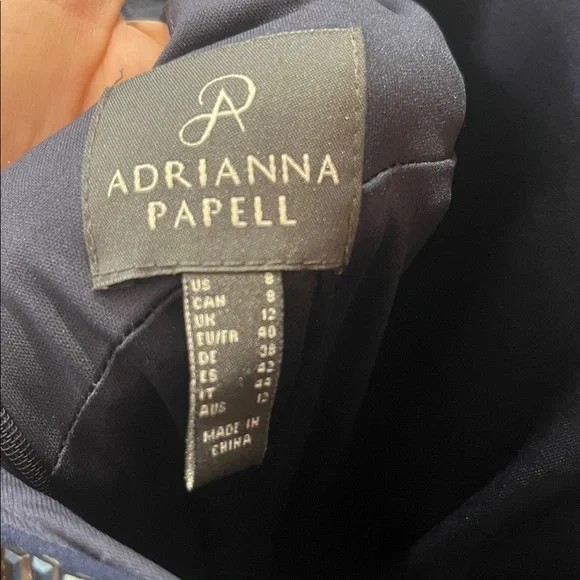 ADRIANNA
PAPELL
US 8
CAN 8
UK 12
EU/FR 40
DE 38
ES 42
IT 44
AUS 12
MADE IN
CHINA